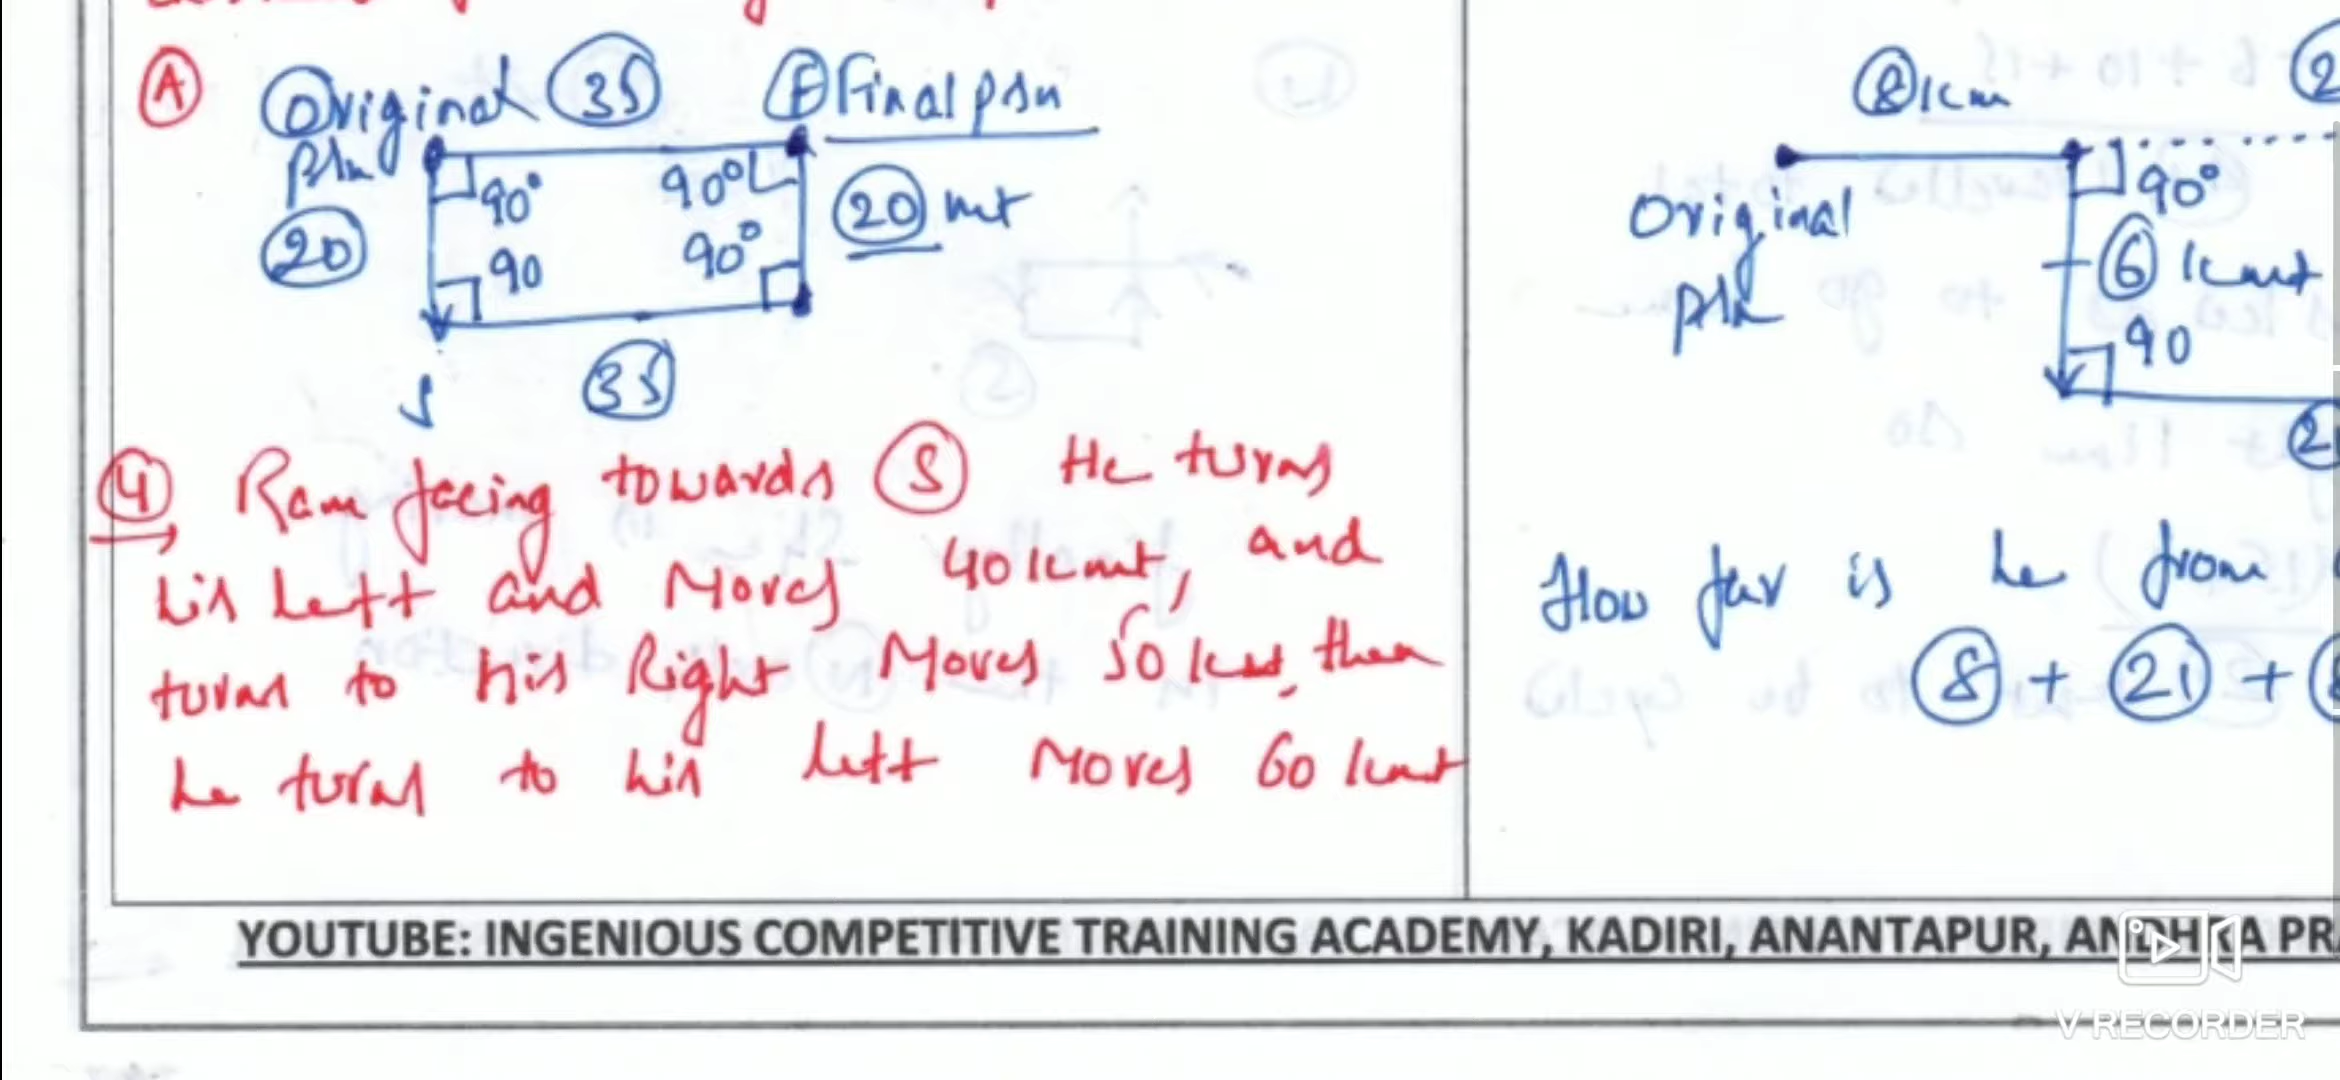 A Original 35 F Final psn
psn 90° 90° 20 mt
20 90 90°
35
S
4 Ram facing towards S He turns
his Left and Moves 40 kmt, and
turns to his Right Moves 50 kmt, then
he turns to his left Moves 60 kmt
8 km
Original
psn
90°
6 kmt
90
How far is he from
8 + 21 +
YOUTUBE: INGENIOUS COMPETITIVE TRAINING ACADEMY, KADIRI, ANANTAPUR, ANDHRA PR
V RECORDER